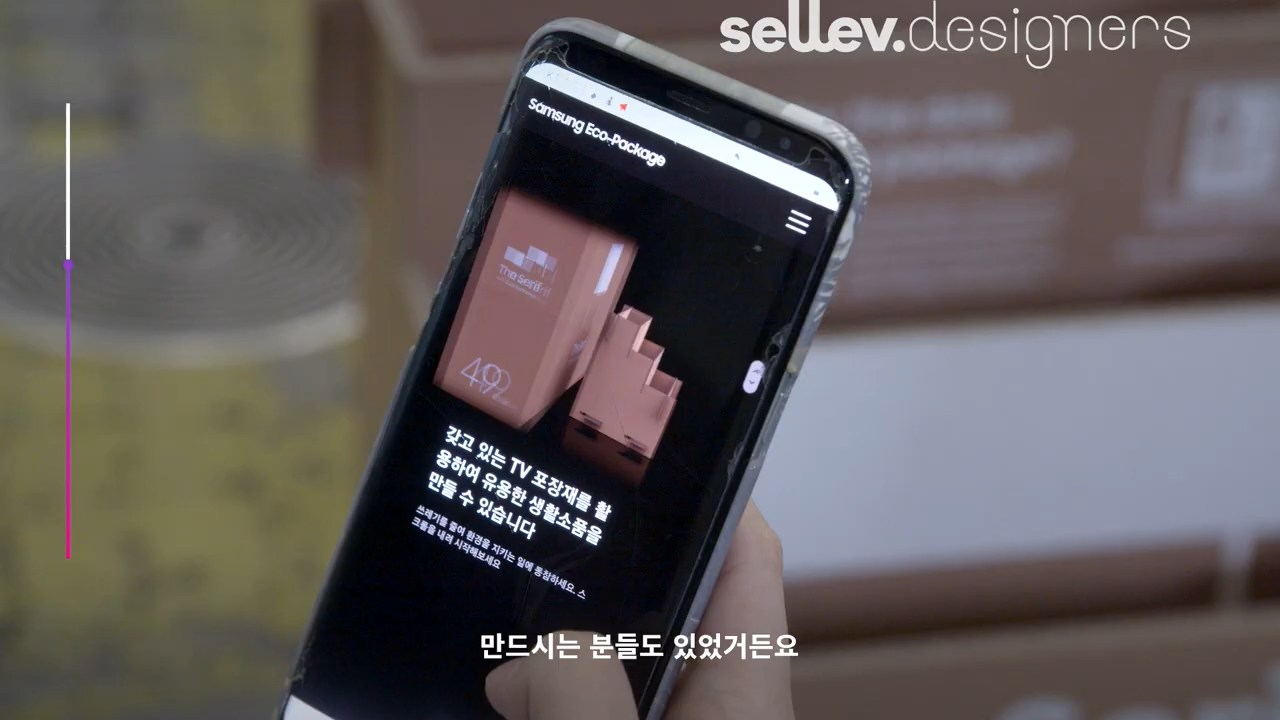 sellev.designers
Samsung Eco-Package
The Serif
갖고 있는 TV 포장재를 활
용하여 유용한 생활소품을
만들 수 있습니다
쓰레기를 줄여 환경을 지키는 일에 동참하세요. 스
크롤을 내려 시작해보세요
만드시는 분들도 있었거든요